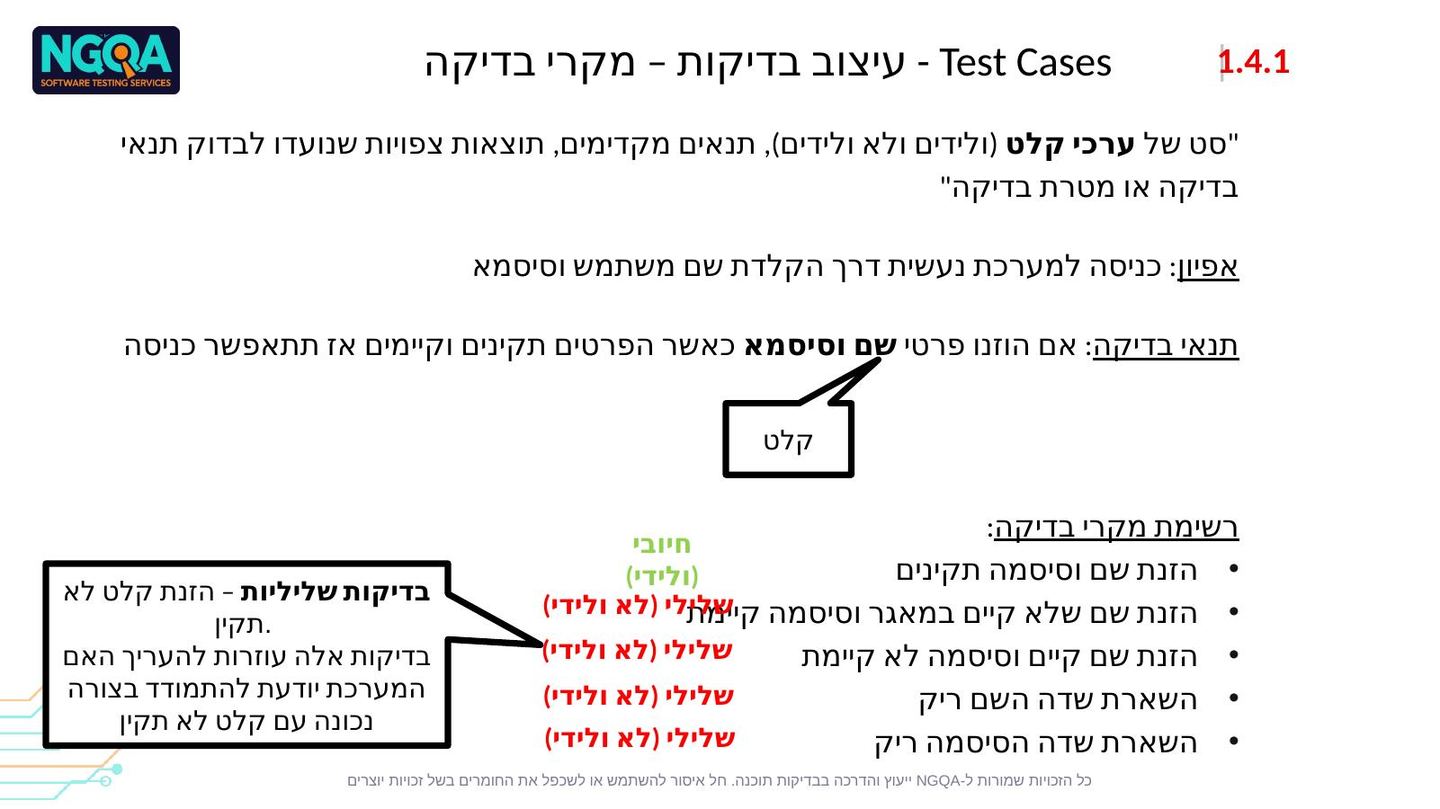 NGQA
SOFTWARE TESTING SERVICES
1.4.1
עיצוב בדיקות – מקרי בדיקה - Test Cases
"סט של ערכי קלט (ולידים ולא ולידים), תנאים מקדימים, תוצאות צפויות שנועדו לבדוק תנאי
בדיקה או מטרת בדיקה"
אפיון: כניסה למערכת נעשית דרך הקלדת שם משתמש וסיסמא
תנאי בדיקה: אם הוזנו פרטי שם וסיסמא כאשר הפרטים תקינים וקיימים אז תתאפשר כניסה
קלט
רשימת מקרי בדיקה:
• הזנת שם וסיסמה תקינים
חיובי
(ולידי)
• הזנת שם שלא קיים במאגר וסיסמה קיימת
שלילי (לא ולידי)
• הזנת שם קיים וסיסמה לא קיימת
שלילי (לא ולידי)
• השארת שדה השם ריק
שלילי (לא ולידי)
• השארת שדה הסיסמה ריק
שלילי (לא ולידי)
בדיקות שליליות – הזנת קלט לא
תקין.
בדיקות אלה עוזרות להעריך האם
המערכת יודעת להתמודד בצורה
נכונה עם קלט לא תקין
כל הזכויות שמורות ל-NGQA ייעוץ והדרכה בבדיקות תוכנה. חל איסור להשתמש או לשכפל את החומרים בשל זכויות יוצרים